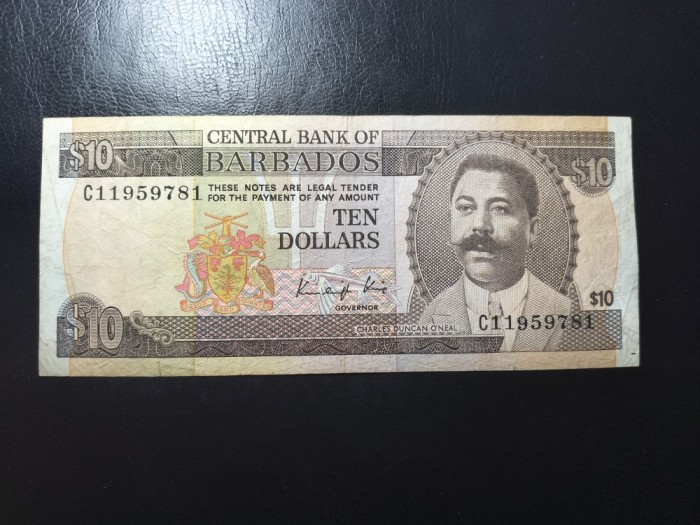 CENTRAL BANK OF
BARBADOS
$10
$10
C11959781
THESE NOTES ARE LEGAL TENDER
FOR THE PAYMENT OF ANY AMOUNT
TEN
DOLLARS
GOVERNOR
$10
$10
CHARLES DUNCAN O'NEAL
C11959781